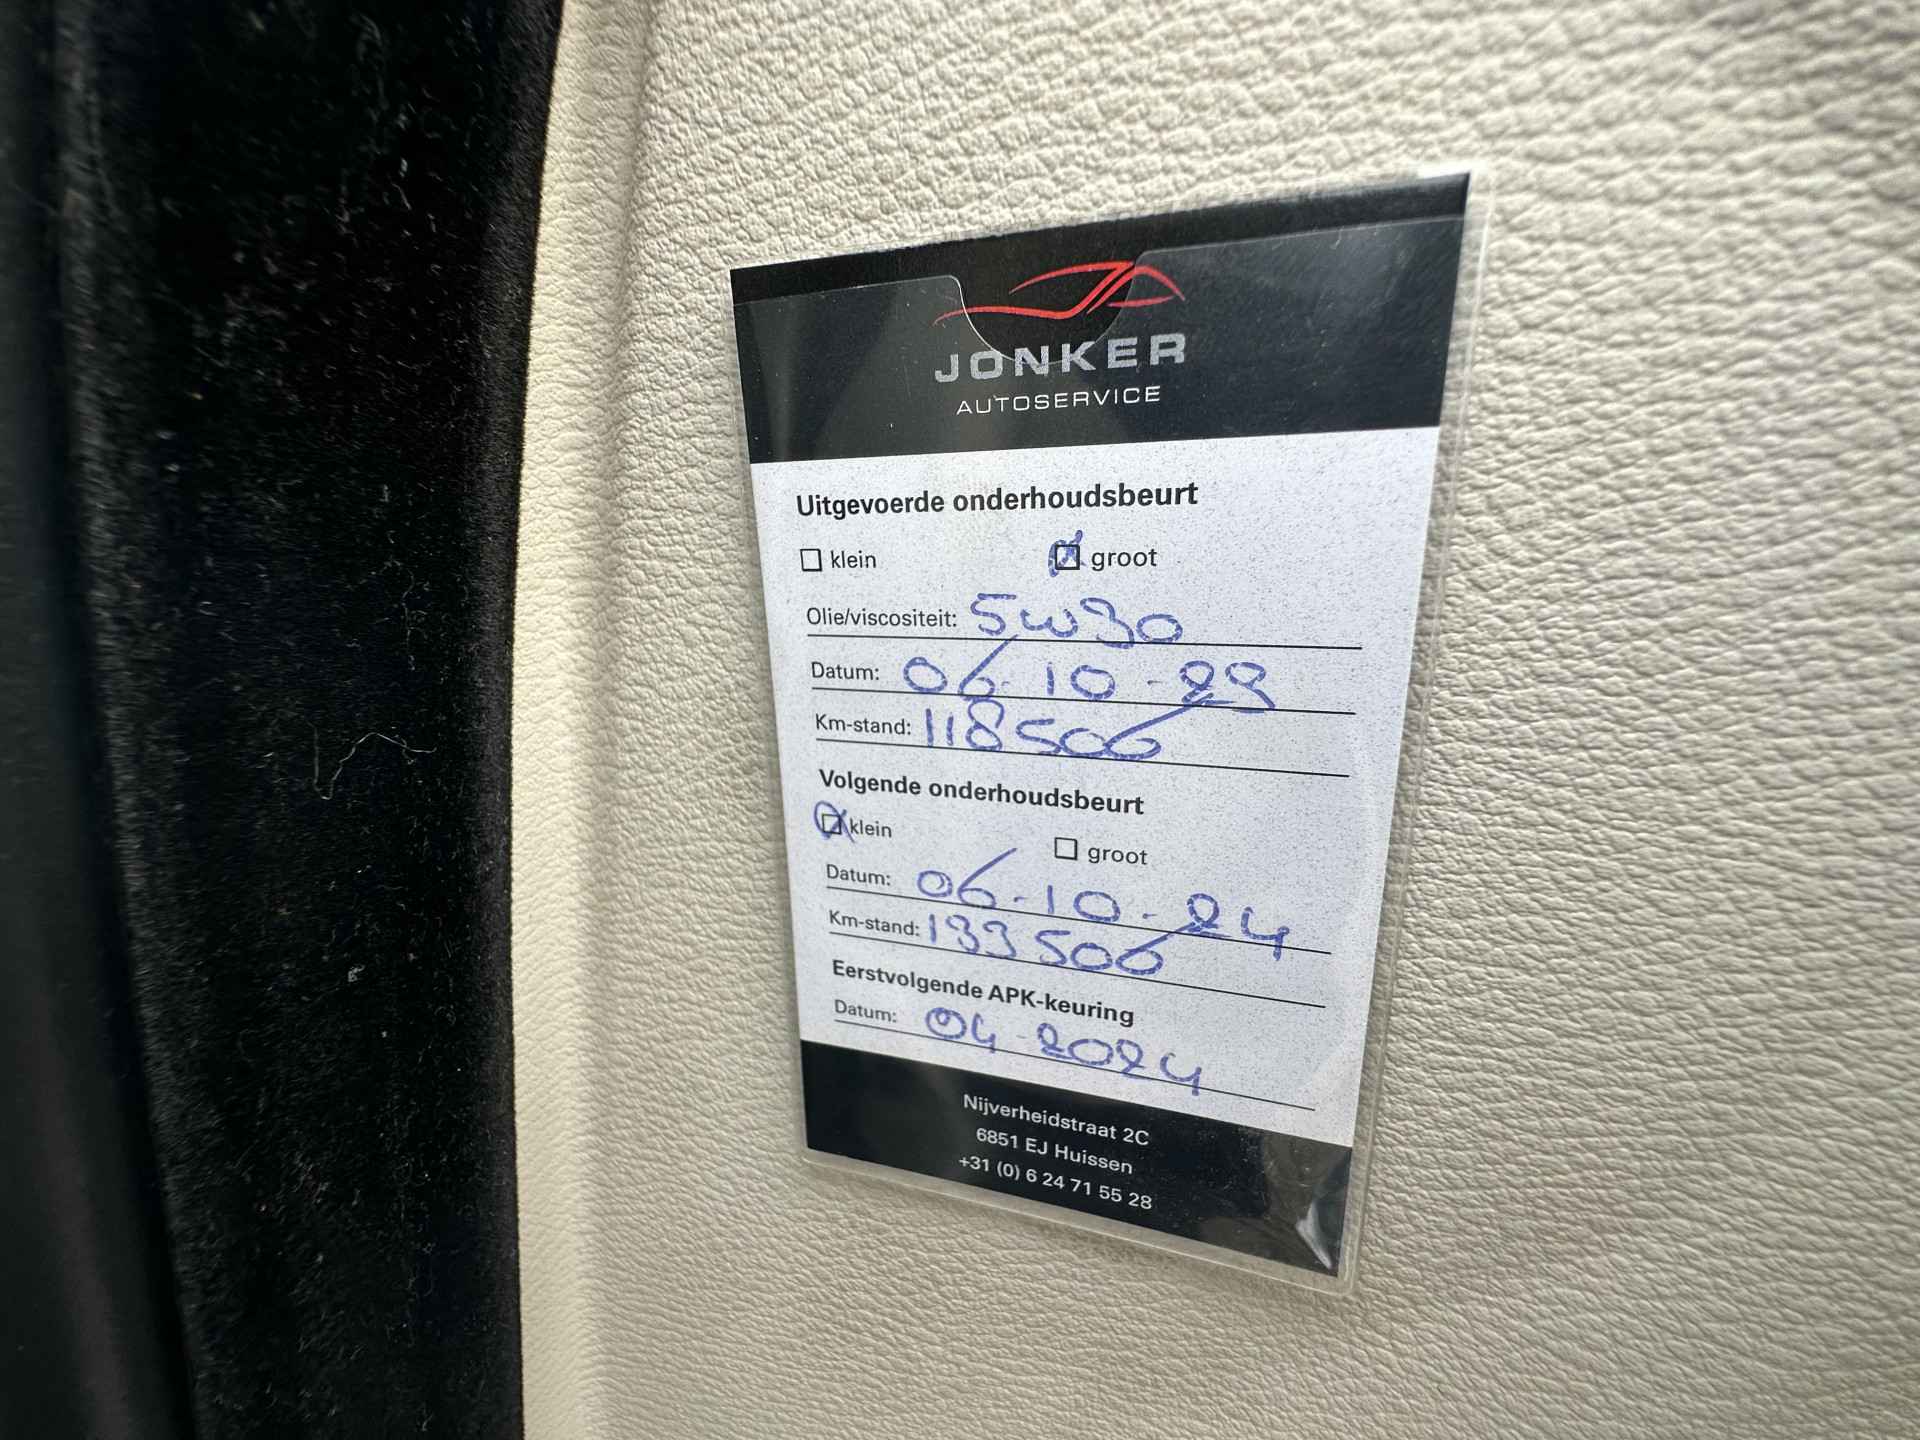 JONKER
AUTOSERVICE
Uitgevoerde onderhoudsbeurt
klein groot
Olie/viscositeit: 5w30
Datum: 06-10-23
Km-stand: 118506
Volgende onderhoudsbeurt
klein groot
Datum: 06-10-24
Km-stand: 133506
Eerstvolgende APK-keuring
Datum: 04-2024
Nijverheidstraat 2C
6851 EJ Huissen
+31 (0) 6 24 71 55 28